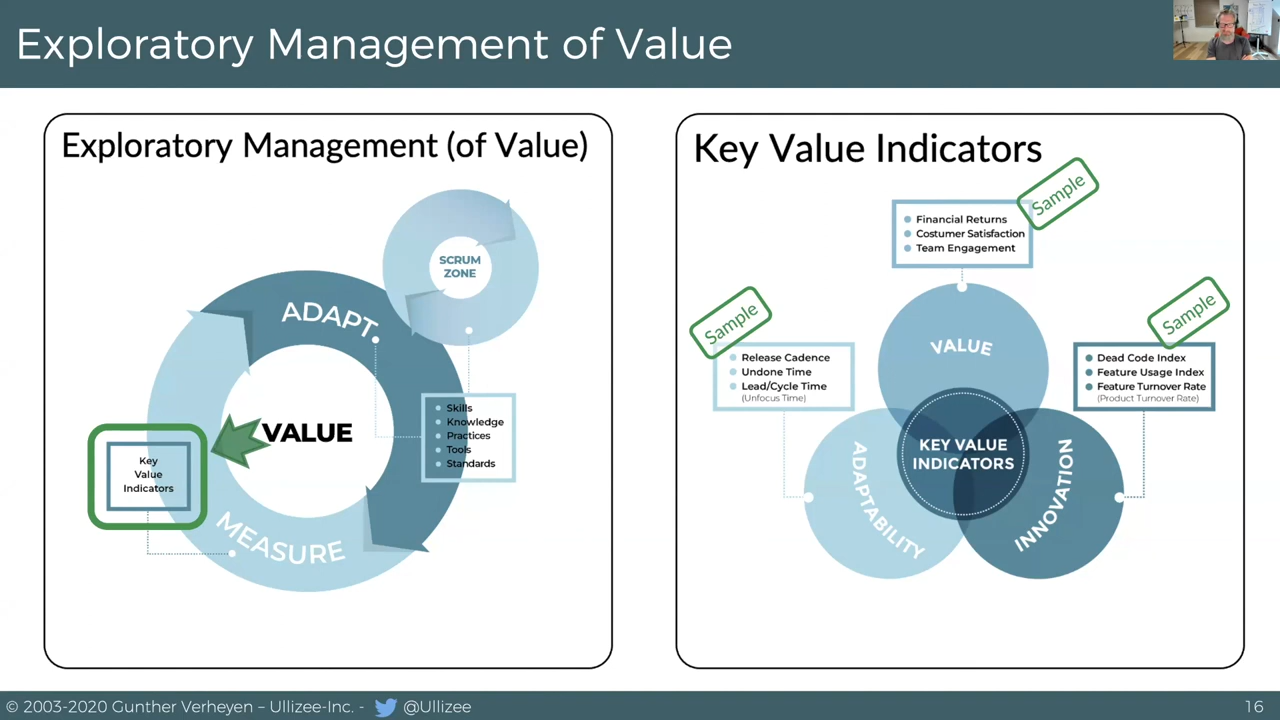 Exploratory Management of Value
Exploratory Management (of Value)
SCRUM
ZONE
ADAPT
VALUE
Skills
Knowledge
Practices
Tools
Standards
Key
Value
Indicators
MEASURE
Key Value Indicators
Sample
Financial Returns
Costumer Satisfaction
Team Engagement
Sample
Release Cadence
Undone Time
Lead/Cycle Time
(Unfocus Time)
Sample
Dead Code Index
Feature Usage Index
Feature Turnover Rate
(Product Turnover Rate)
VALUE
KEY VALUE
INDICATORS
ADAPTABILITY
INNOVATION
© 2003-2020 Gunther Verheyen – Ullizee-Inc. - @Ullizee
16